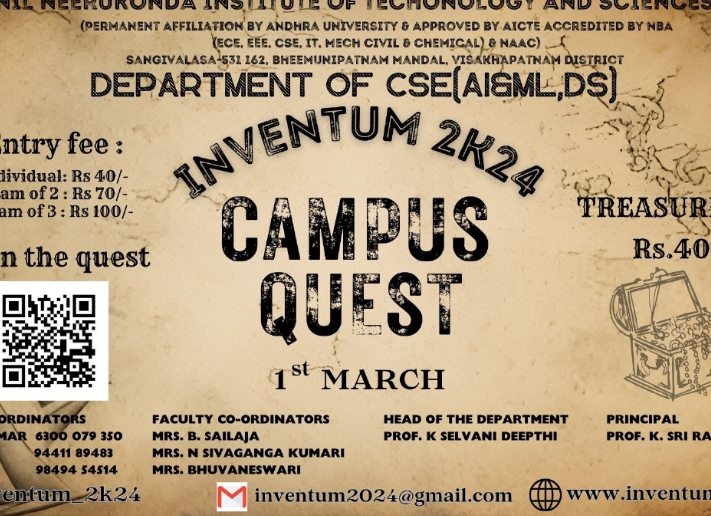 NIL NEERUKONDA INSTITUTE OF TECHONOLOGY AND SCIENCES
(PERMANENT AFFILIATION BY ANDHRA UNIVERSITY & APPROVED BY AICTE ACCREDITED BY NBA
(ECE, EEE, CSE, IT, MECH CIVIL & CHEMICAL) & NAAC)
SANGIVALASA-531 162, BHEEMUNIPATNAM MANDAL, VISAKHAPATNAM DISTRICT
DEPARTMENT OF CSE(AI&ML,DS)
INVENTUM 2K24
CAMPUS
QUEST
1st MARCH
Entry fee :
dividual: Rs 40/-
am of 2 : Rs 70/-
am of 3 : Rs 100/-
n the quest
TREASUR
Rs.40
ORDINATORS
MAR 6300 079 350
94411 89483
98494 54514
FACULTY CO-ORDINATORS
MRS. B. SAILAJA
MRS. N SIVAGANGA KUMARI
MRS. BHUVANESWARI
HEAD OF THE DEPARTMENT
PROF. K SELVANI DEEPTHI
PRINCIPAL
PROF. K. SRI RA
entum_2k24
inventum2024@gmail.com
www.inventum